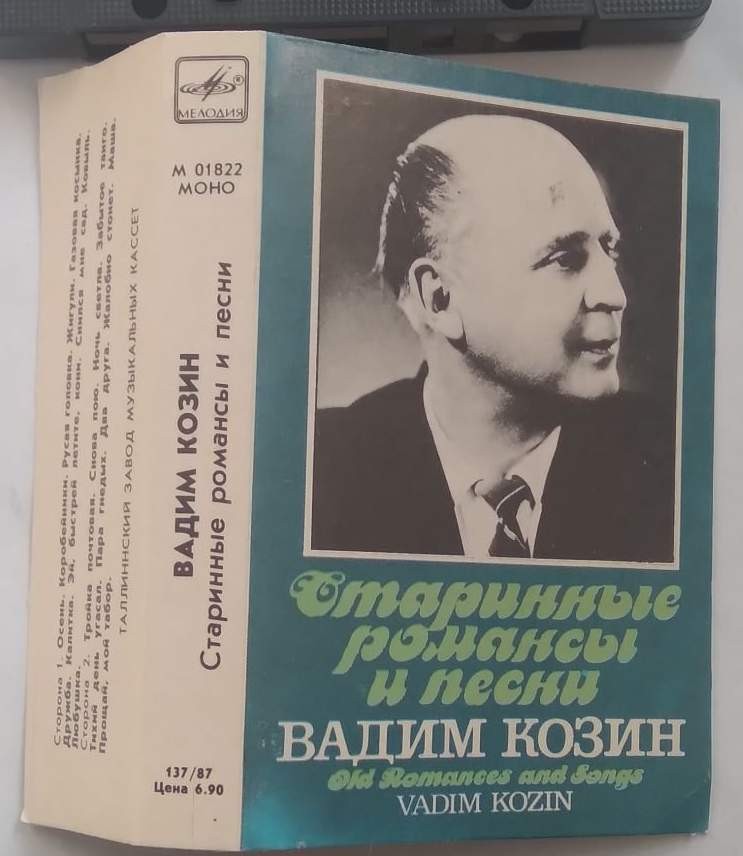 Сторона 1. Осень. Коробейники. Русая головка. Жигули. Газовая косынка.
Дружба. Калитка. Эй, быстрей летите, кони. Снился мне сад. Ковыль.
Любушка.
Сторона 2. Тройка почтовая. Снова пою. Ночь светла. Забытое танго.
Тихий день угасал. Пара гнедых. Два друга. Жалобно стонет. Маша.
Прощай, мой табор.
ТАЛЛИННСКИЙ ЗАВОД МУЗЫКАЛЬНЫХ КАССЕТ
МЕЛОДИЯ
М 01822
МОНО
ВАДИМ КОЗИН
Старинные романсы и песни
137/87
Цена 6.90
Старинные
романсы
и песни
ВАДИМ КОЗИН
Old Romances and Songs
VADIM KOZIN